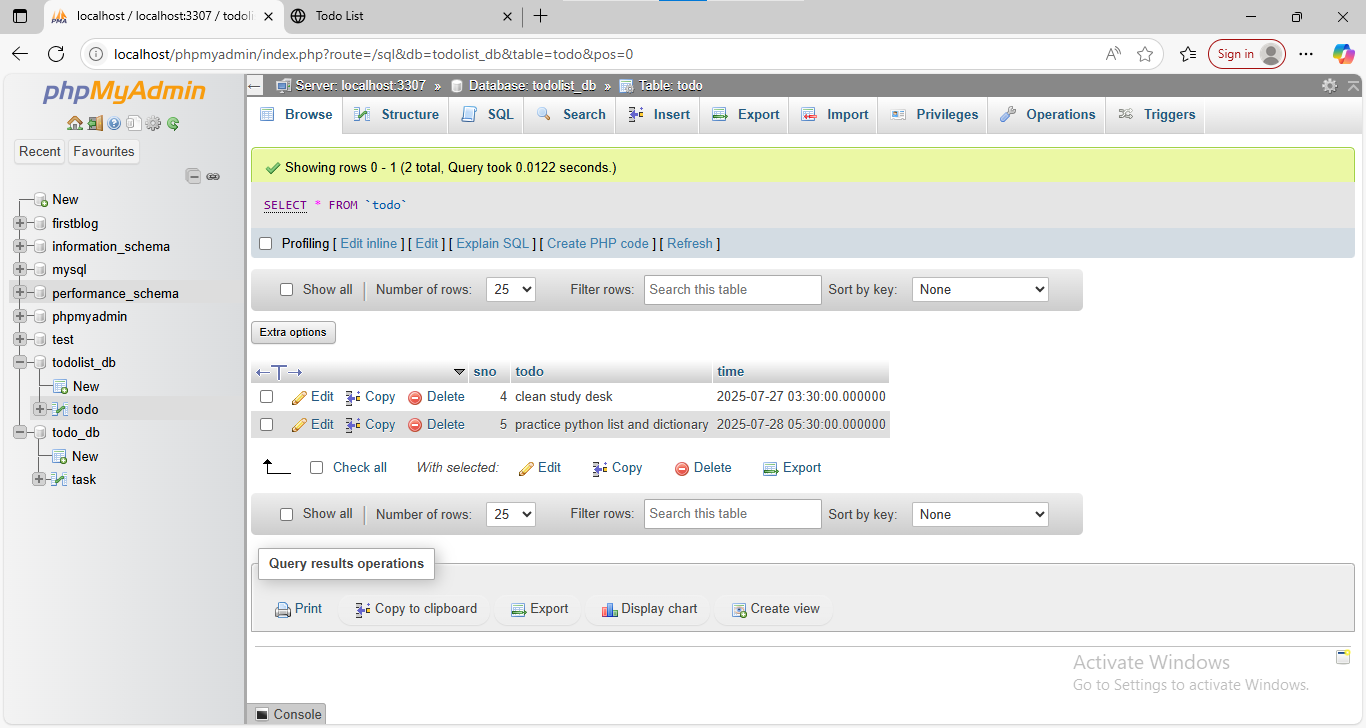 localhost / localhost:3307 / todoli
Todo List
localhost/phpmyadmin/index.php?route=/sql&db=todolist_db&table=todo&pos=0
Sign in
phpMyAdmin
Recent Favourites
New
firstblog
information_schema
mysql
performance_schema
phpmyadmin
test
todolist_db
New
todo
todo_db
New
task
Server: localhost:3307 » Database: todolist_db » Table: todo
Browse Structure SQL Search Insert Export Import Privileges Operations Triggers
Showing rows 0 - 1 (2 total, Query took 0.0122 seconds.)
SELECT * FROM `todo`
Profiling [ Edit inline ] [ Edit ] [ Explain SQL ] [ Create PHP code ] [ Refresh ]
Show all Number of rows: 25 Filter rows: Search this table Sort by key: None
Extra options
←T→ sno todo time
Edit Copy Delete 4 clean study desk 2025-07-27 03:30:00.000000
Edit Copy Delete 5 practice python list and dictionary 2025-07-28 05:30:00.000000
Check all With selected: Edit Copy Delete Export
Show all Number of rows: 25 Filter rows: Search this table Sort by key: None
Query results operations
Print Copy to clipboard Export Display chart Create view
Activate Windows
Go to Settings to activate Windows.
Console